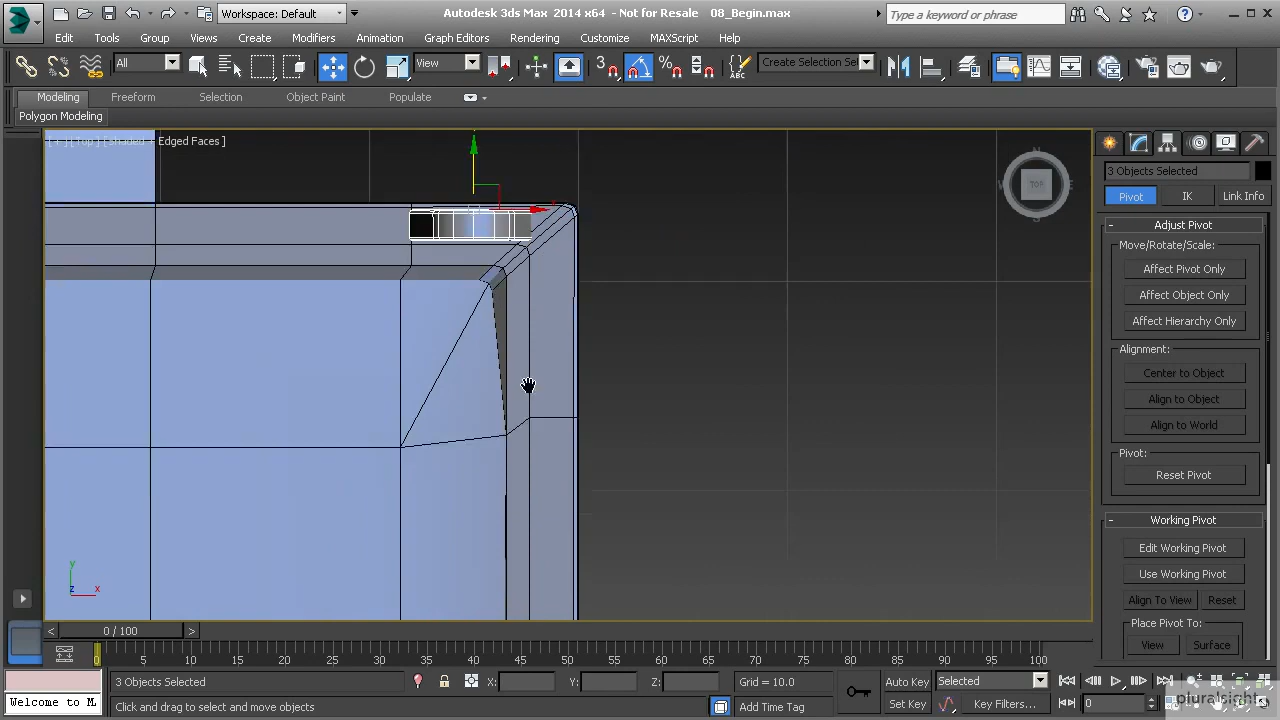 Workspace: Default
Autodesk 3ds Max 2014 x64 - Not for Resale 08_Begin.max
Type a keyword or phrase
Edit Tools Group Views Create Modifiers Animation Graph Editors Rendering Customize MAXScript Help
All
View
Create Selection Se
3
Modeling Freeform Selection Object Paint Populate
Polygon Modeling
[ + ] [Top] [Shaded + Edged Faces ]
TOP
N
E
S
W
y
z x
3 Objects Selected
Pivot IK Link Info
- Adjust Pivot
Move/Rotate/Scale:
Affect Pivot Only
Affect Object Only
Affect Hierarchy Only
Alignment:
Center to Object
Align to Object
Align to World
Pivot:
Reset Pivot
- Working Pivot
Edit Working Pivot
Use Working Pivot
Align To View Reset
Place Pivot To:
View Surface
< 0 / 100 >
0 5 10 15 20 25 30 35 40 45 50 55 60 65 70 75 80 85 90 95 100
3 Objects Selected X: Y: Z: Grid = 10.0 Auto Key Selected
Welcome to M Click and drag to select and move objects Add Time Tag Set Key Key Filters... 0
pluralsight